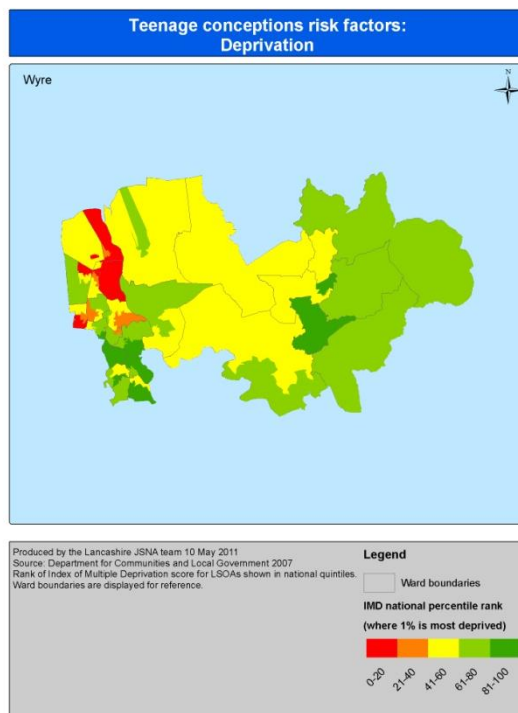 Teenage conceptions risk factors:
Deprivation
Wyre
N
Produced by the Lancashire JSNA team 10 May 2011
Source: Department for Communities and Local Government 2007
Rank of Index of Multiple Deprivation score for LSOAs shown in national quintiles.
Ward boundaries are displayed for reference.
Legend
Ward boundaries
IMD national percentile rank
(where 1% is most deprived)
0-20
21-40
41-60
61-80
81-100